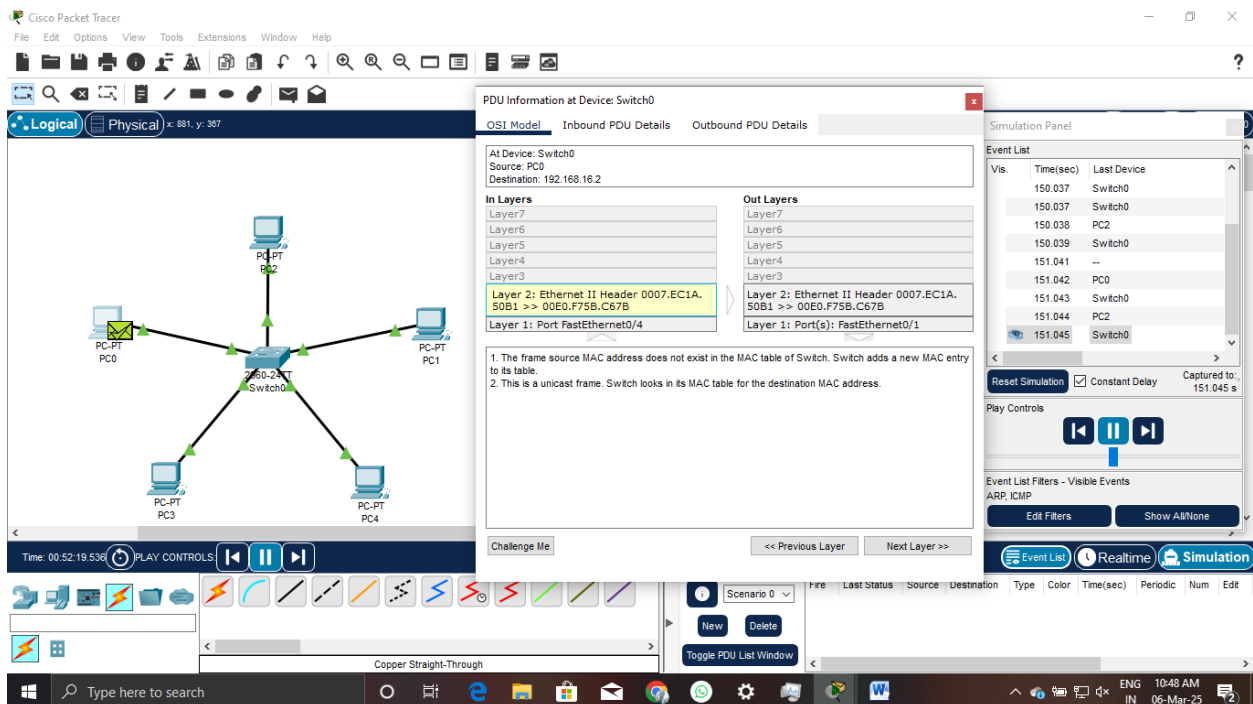 Cisco Packet Tracer
File Edit Options View Tools Extensions Window Help
?
Logical Physical x: 881, y: 367
PC-PT
PC2
PC-PT
PC0
PC-PT
PC1
2960-24TT
Switch0
PC-PT
PC3
PC-PT
PC4
PDU Information at Device: Switch0
x
OSI Model Inbound PDU Details Outbound PDU Details
At Device: Switch0
Source: PC0
Destination: 192.168.16.2
In Layers Out Layers
Layer7 Layer7
Layer6 Layer6
Layer5 Layer5
Layer4 Layer4
Layer3 Layer3
Layer 2: Ethernet II Header 0007.EC1A. Layer 2: Ethernet II Header 0007.EC1A.
50B1 >> 00E0.F75B.C67B 50B1 >> 00E0.F75B.C67B
Layer 1: Port FastEthernet0/4 Layer 1: Port(s): FastEthernet0/1
1. The frame source MAC address does not exist in the MAC table of Switch. Switch adds a new MAC entry
to its table.
2. This is a unicast frame. Switch looks in its MAC table for the destination MAC address.
Challenge Me << Previous Layer Next Layer >>
Simulation Panel
Event List
Vis. Time(sec) Last Device
150.037 Switch0
150.037 Switch0
150.038 PC2
150.039 Switch0
151.041 --
151.042 PC0
151.043 Switch0
151.044 PC2
151.045 Switch0
Reset Simulation Constant Delay Captured to:
151.045 s
Play Controls
Event List Filters - Visible Events
ARP, ICMP
Edit Filters Show All/None
Time: 00:52:19.536 PLAY CONTROLS:
Event List Realtime Simulation
Copper Straight-Through
Scenario 0
New Delete
Toggle PDU List Window
Fire Last Status Source Destination Type Color Time(sec) Periodic Num Edit
Type here to search
ENG 10:48 AM
IN 06-Mar-25
2